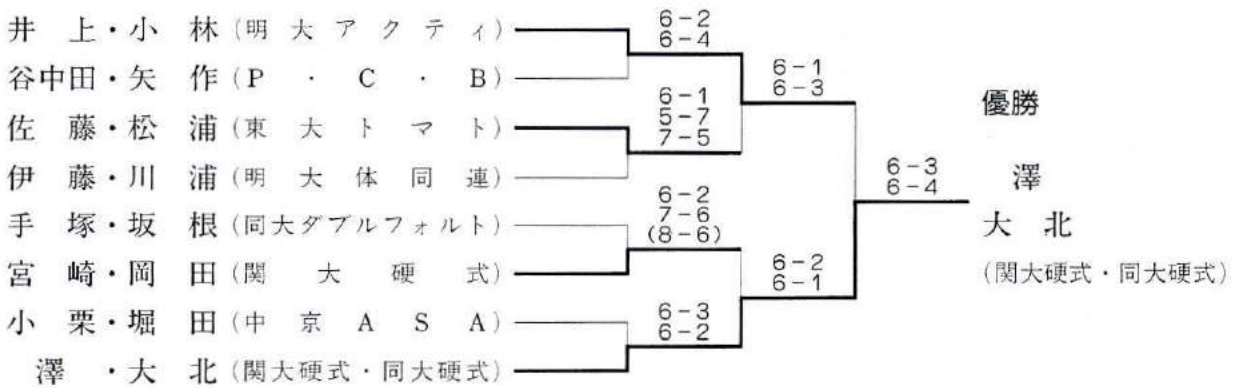 井上・小林(明大アクティ)
谷中田・矢作(P・C・B)
佐藤・松浦(東大トマト)
伊藤・川浦(明大体同連)
手塚・坂根(同大ダブルフォルト)
宮崎・岡田(関大硬式)
小栗・堀田(中京ASA)
澤・大北(関大硬式・同大硬式)
6-2
6-4
6-1
5-7
7-5
6-2
7-6
(8-6)
6-3
6-2
6-1
6-3
6-2
6-1
6-3
6-4
優勝
澤
大北
(関大硬式・同大硬式)